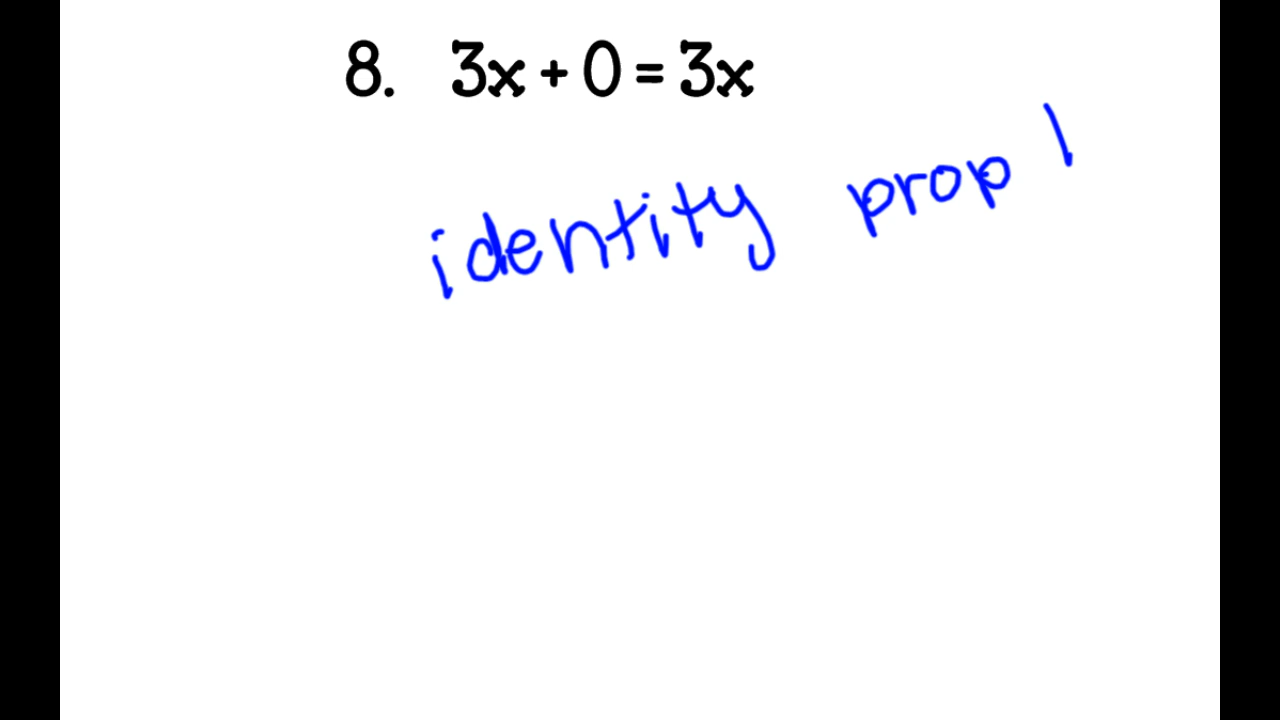 8. 3x + 0 = 3x
identity prop